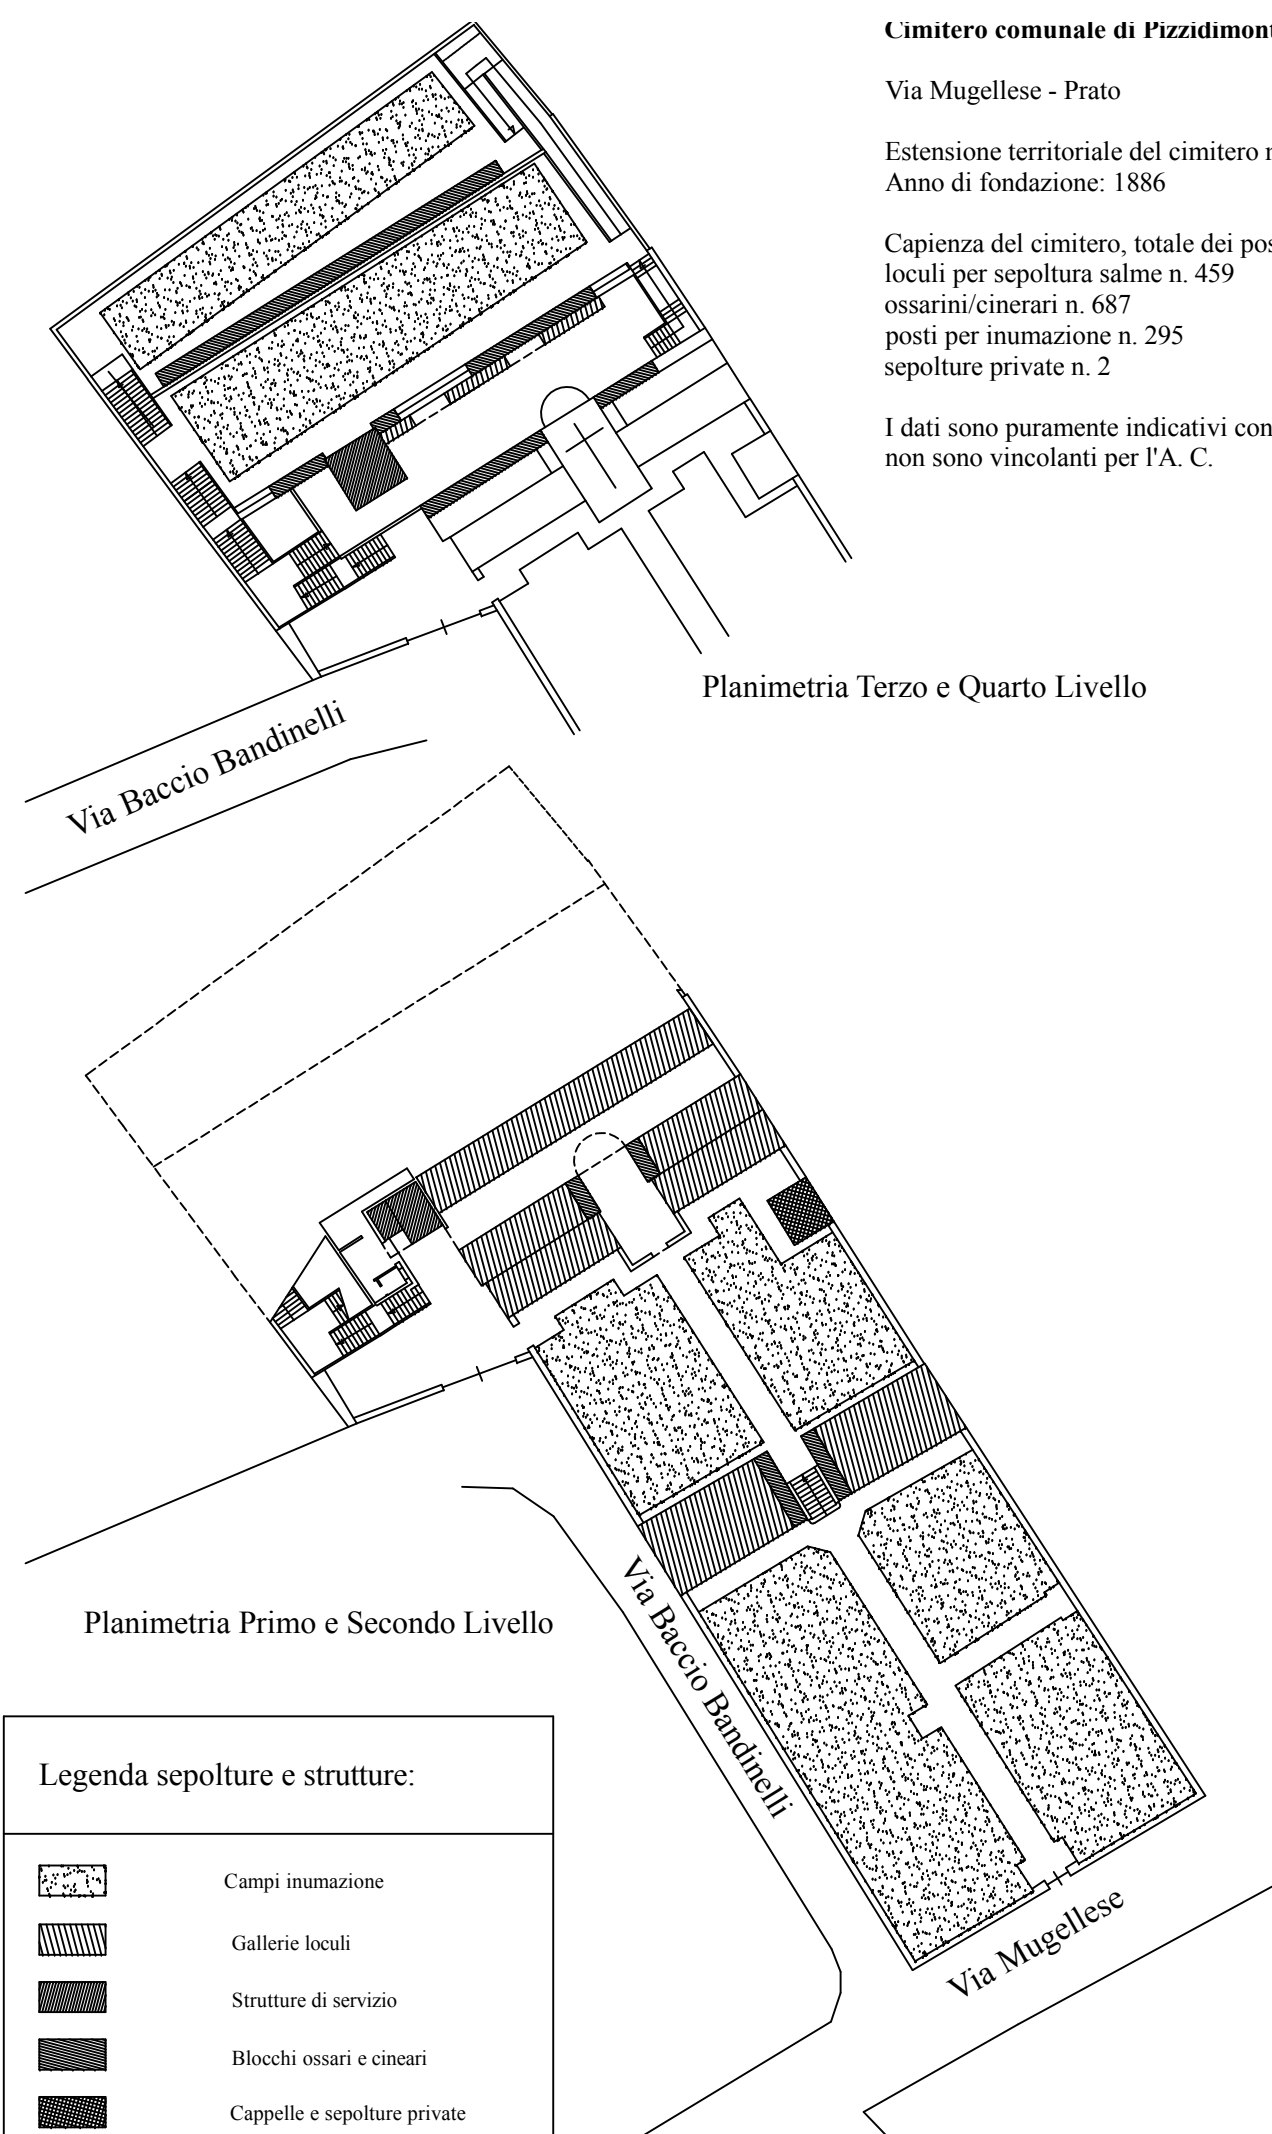 Cimitero comunale di Pizzidimont
Via Mugellese - Prato
Estensione territoriale del cimitero
Anno di fondazione: 1886
Capienza del cimitero, totale dei pos
loculi per sepoltura salme n. 459
ossarini/cinerari n. 687
posti per inumazione n. 295
sepolture private n. 2
I dati sono puramente indicativi con
non sono vincolanti per l'A. C.
Planimetria Terzo e Quarto Livello
Via Baccio Bandinelli
Planimetria Primo e Secondo Livello
Via Baccio Bandinelli
Via Mugellese
Legenda sepolture e strutture:
Campi inumazione
Gallerie loculi
Strutture di servizio
Blocchi ossari e cineari
Cappelle e sepolture private